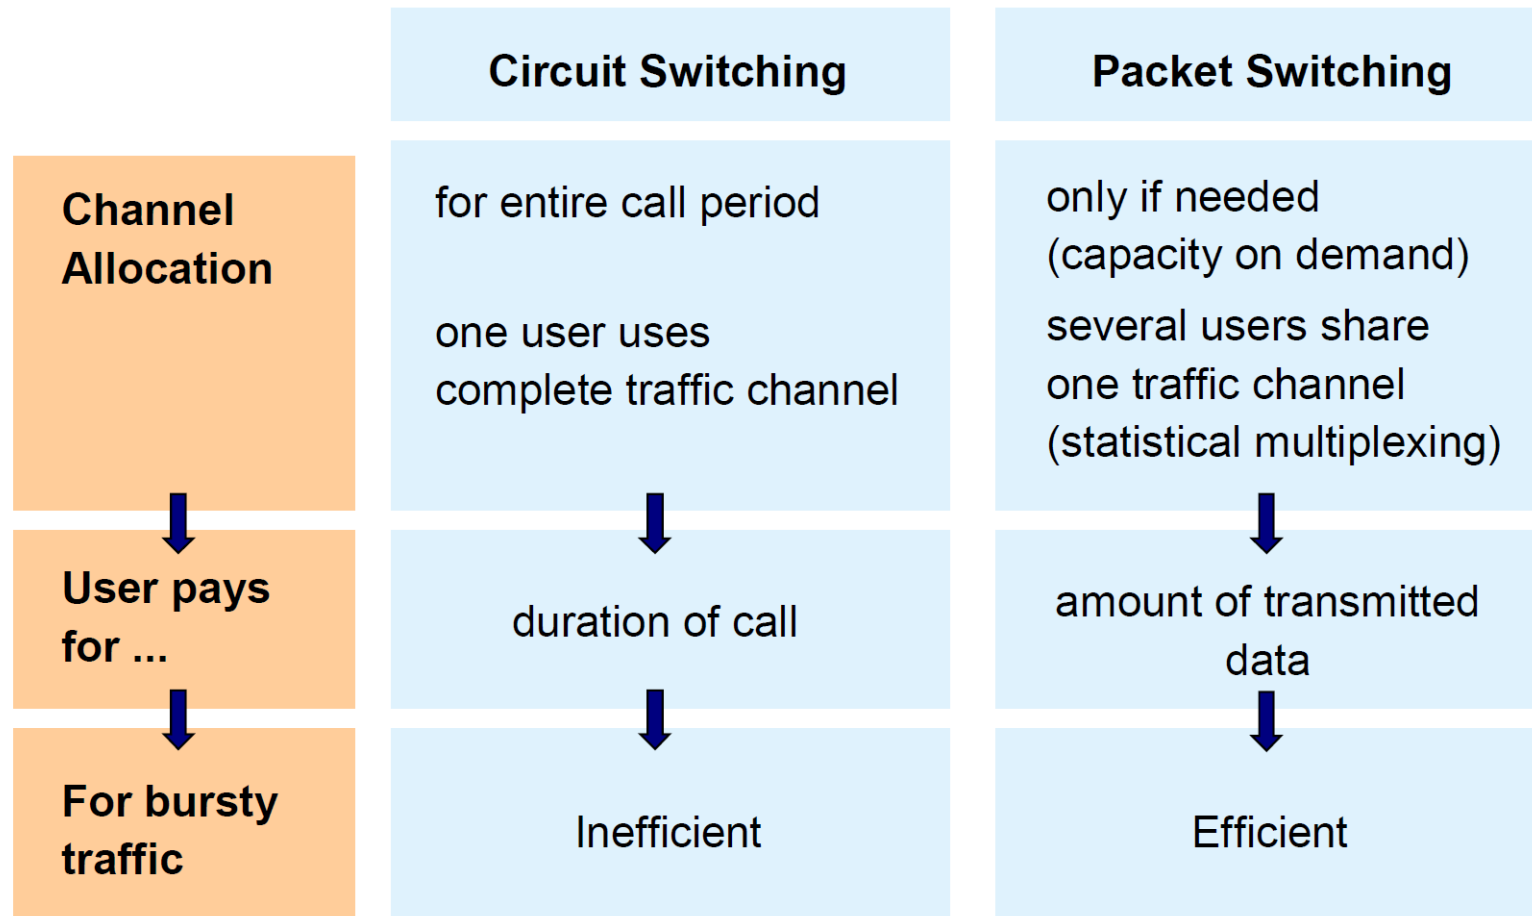 Circuit Switching
Packet Switching
Channel
Allocation
for entire call period
one user uses
complete traffic channel
only if needed
(capacity on demand)
several users share
one traffic channel
(statistical multiplexing)
User pays
for ...
duration of call
amount of transmitted
data
For bursty
traffic
Inefficient
Efficient